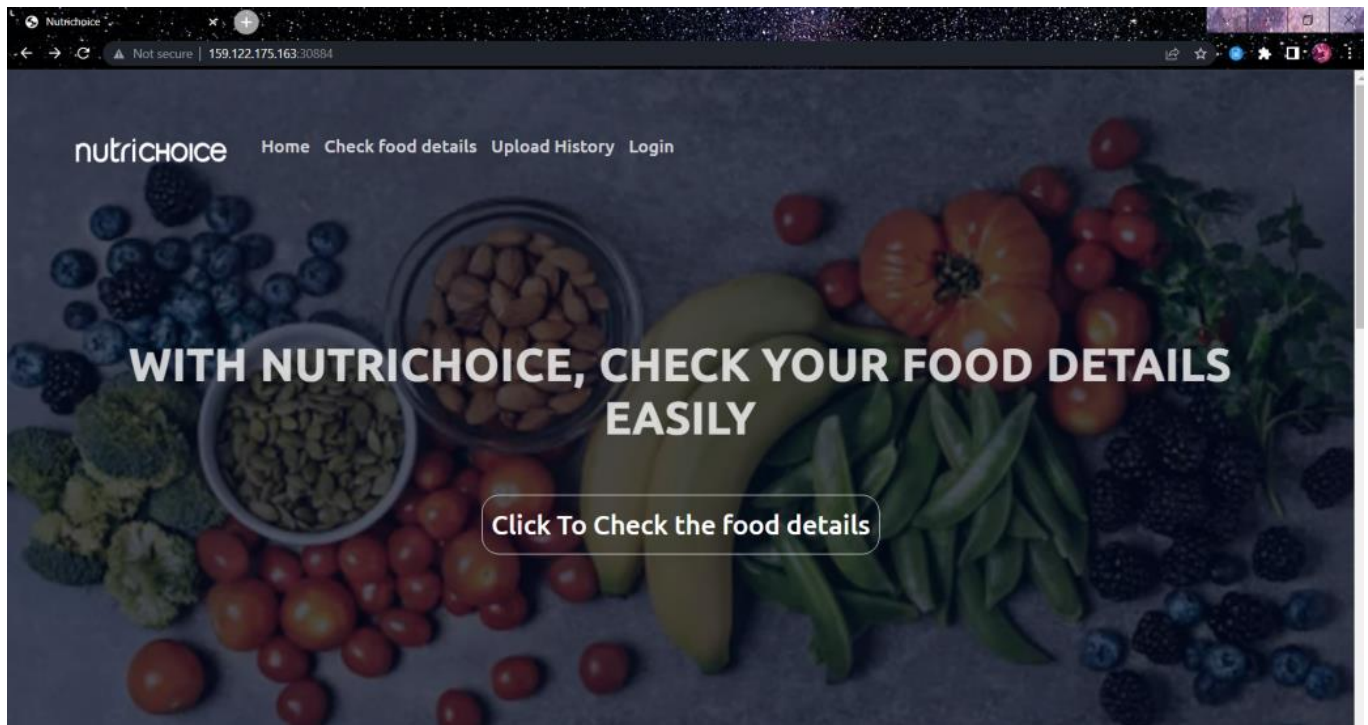 Nutrichoice
Not secure | 159.122.175.163:30884
nutriCHOICE Home Check food details Upload History Login
WITH NUTRICHOICE, CHECK YOUR FOOD DETAILS
EASILY
Click To Check the food details